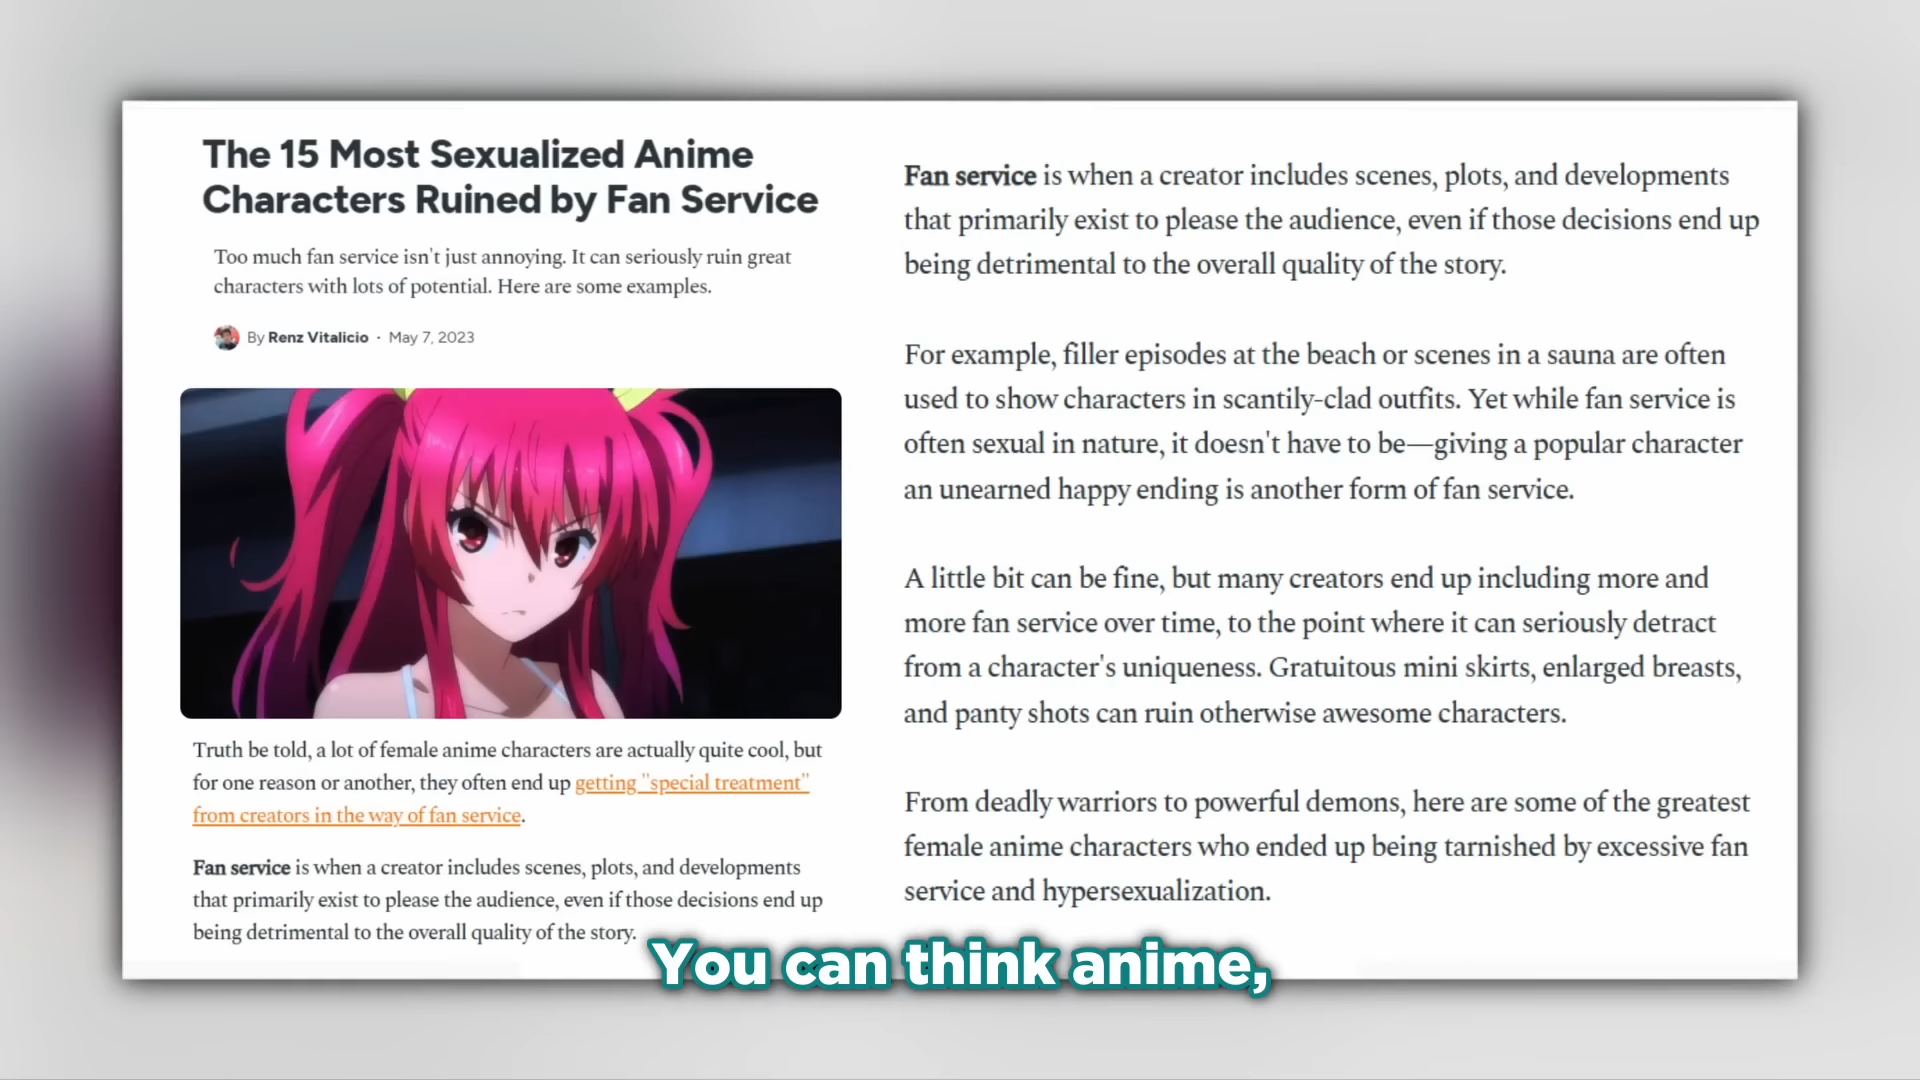 The 15 Most Sexualized Anime
Characters Ruined by Fan Service
Too much fan service isn't just annoying. It can seriously ruin great
characters with lots of potential. Here are some examples.
By Renz Vitalicio · May 7, 2023
Truth be told, a lot of female anime characters are actually quite cool, but
for one reason or another, they often end up getting "special treatment"
from creators in the way of fan service.
Fan service is when a creator includes scenes, plots, and developments
that primarily exist to please the audience, even if those decisions end up
being detrimental to the overall quality of the story.
Fan service is when a creator includes scenes, plots, and developments
that primarily exist to please the audience, even if those decisions end up
being detrimental to the overall quality of the story.
For example, filler episodes at the beach or scenes in a sauna are often
used to show characters in scantily-clad outfits. Yet while fan service is
often sexual in nature, it doesn't have to be—giving a popular character
an unearned happy ending is another form of fan service.
A little bit can be fine, but many creators end up including more and
more fan service over time, to the point where it can seriously detract
from a character's uniqueness. Gratuitous mini skirts, enlarged breasts,
and panty shots can ruin otherwise awesome characters.
From deadly warriors to powerful demons, here are some of the greatest
female anime characters who ended up being tarnished by excessive fan
service and hypersexualization.
You can think anime,